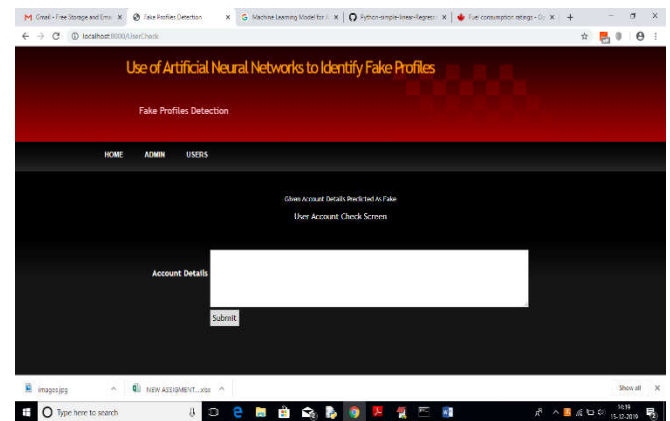 Gmail - Free Storage and Ema
Fake Profiles Detection
Machine Learning Model for
Python-simple-linear-Regress
Fuel consumption ratings -
localhost:8000/UserCheck
Use of Artificial Neural Networks to Identify Fake Profiles
Fake Profiles Detection
HOME ADMIN USERS
Given Account Details Predicted As Fake
User Account Check Screen
Account Details
Submit
images.jpg
NEW ASSIGNMENT....xlsx
Show all
Type here to search
15-12-2019